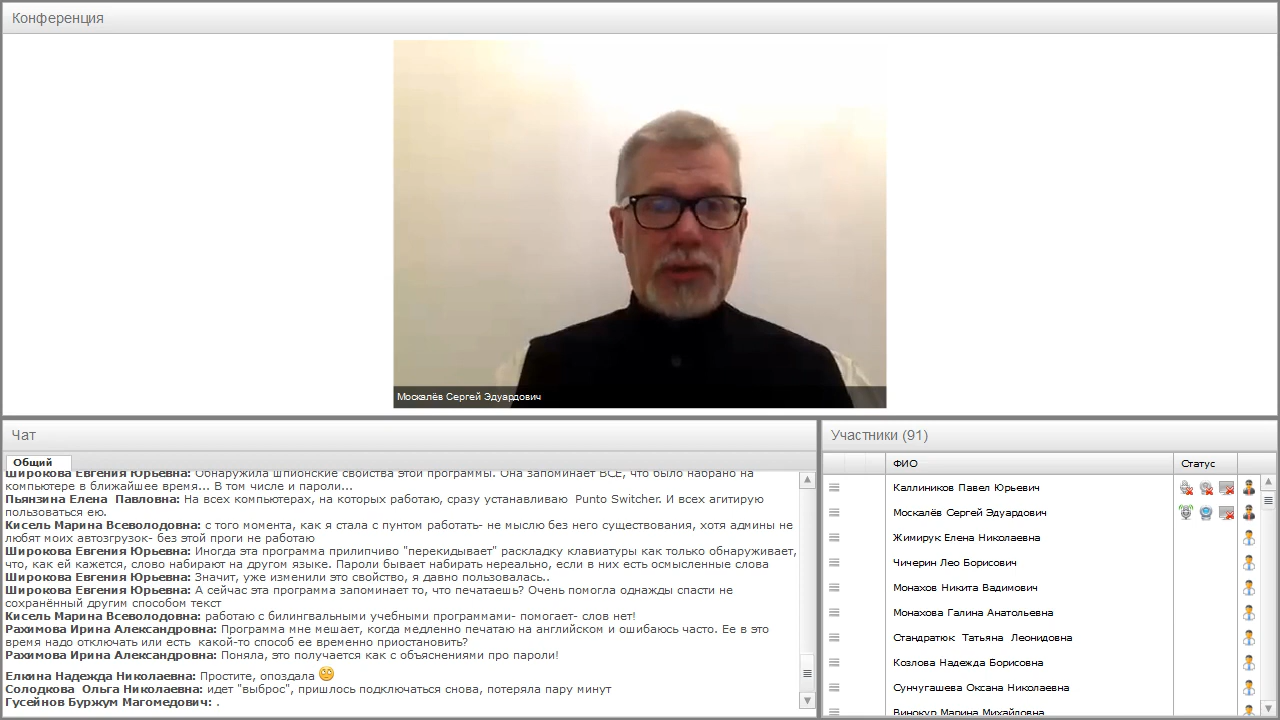 Конференция
Москалёв Сергей Эдуардович
Чат
Общий
Широкова Евгения Юрьевна: Обнаружила шпионские свойства этой программы. Она запоминает ВСЁ, что было набрано на
компьютере в ближайшее время... В том числе и пароли...
Пьянзина Елена Павловна: На всех компьютерах, на которых работаю, сразу устанавливаю Punto Switcher. И всех агитирую
пользоваться ею.
Кисель Марина Всеволодовна: с того момента, как я стала с пунтом работать- не мыслю без него существования, хотя админы не
любят моих автозгрузок- без этой проги не работаю
Широкова Евгения Юрьевна: Иногда эта программа прилипчиво "перекидывает" раскладку клавиатуры как только обнаруживает,
что, как ей кажется, слово набирают на другом языке. Пароли бывает набирать нереально, если в них есть осмысленные слова
Широкова Евгения Юрьевна: Значит, уже изменили это свойство, я давно пользовалась..
Широкова Евгения Юрьевна: А сейчас эта программа запоминает то, что печатаешь? Очень помогла однажды спасти не
сохранённый другим способом текст
Кисель Марина Всеволодовна: работаю с билингвальными учебными программами- помогает- слов нет!
Рахимова Ирина Александровна: Программа мне мешает, когда медленно печатаю на английском и ошибаюсь часто. Ее в это
время надо отключать или есть какой-то способ ее временно приостановить?
Рахимова Ирина Александровна: Поняла, это получается как с объяснениями про пароли
Елкина Надежда Николаевна: Простите, опоздала
Солодкова Ольга Николаевна: идет "выброс", пришлось подключаться снова, потеряла пару минут
Гусейнов Буржум Магомедович: .
Участники (91)
ФИО Статус
Каллиников Павел Юрьевич
Москалёв Сергей Эдуардович
Жимирук Елена Николаевна
Чичерин Лео Борисович
Монахов Никита Вадимович
Монахова Галина Анатольевна
Стандратюк Татьяна Леонидовна
Козлова Надежда Борисовна
Сунчугашева Оксана Николаевна
Винокур Марина Михайловна